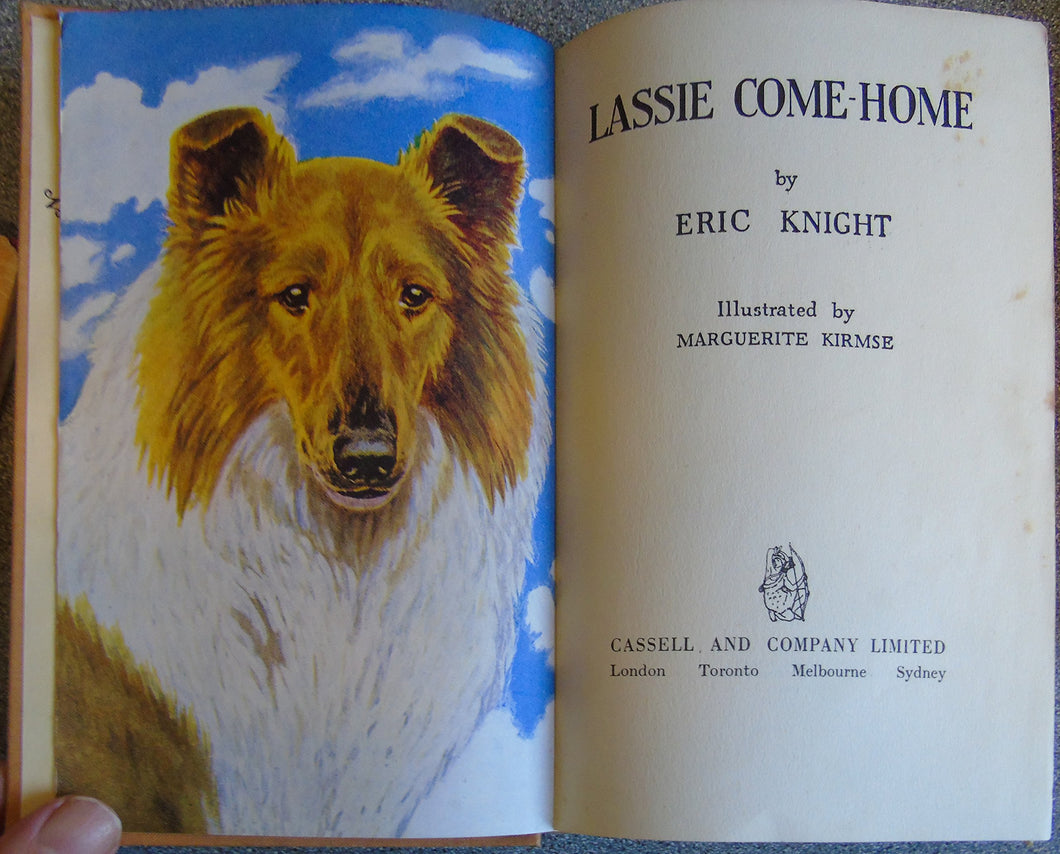 LASSIE COME-HOME
by
ERIC KNIGHT
Illustrated by
MARGUERITE KIRMSE
CASSELL AND COMPANY LIMITED
London Toronto Melbourne Sydney